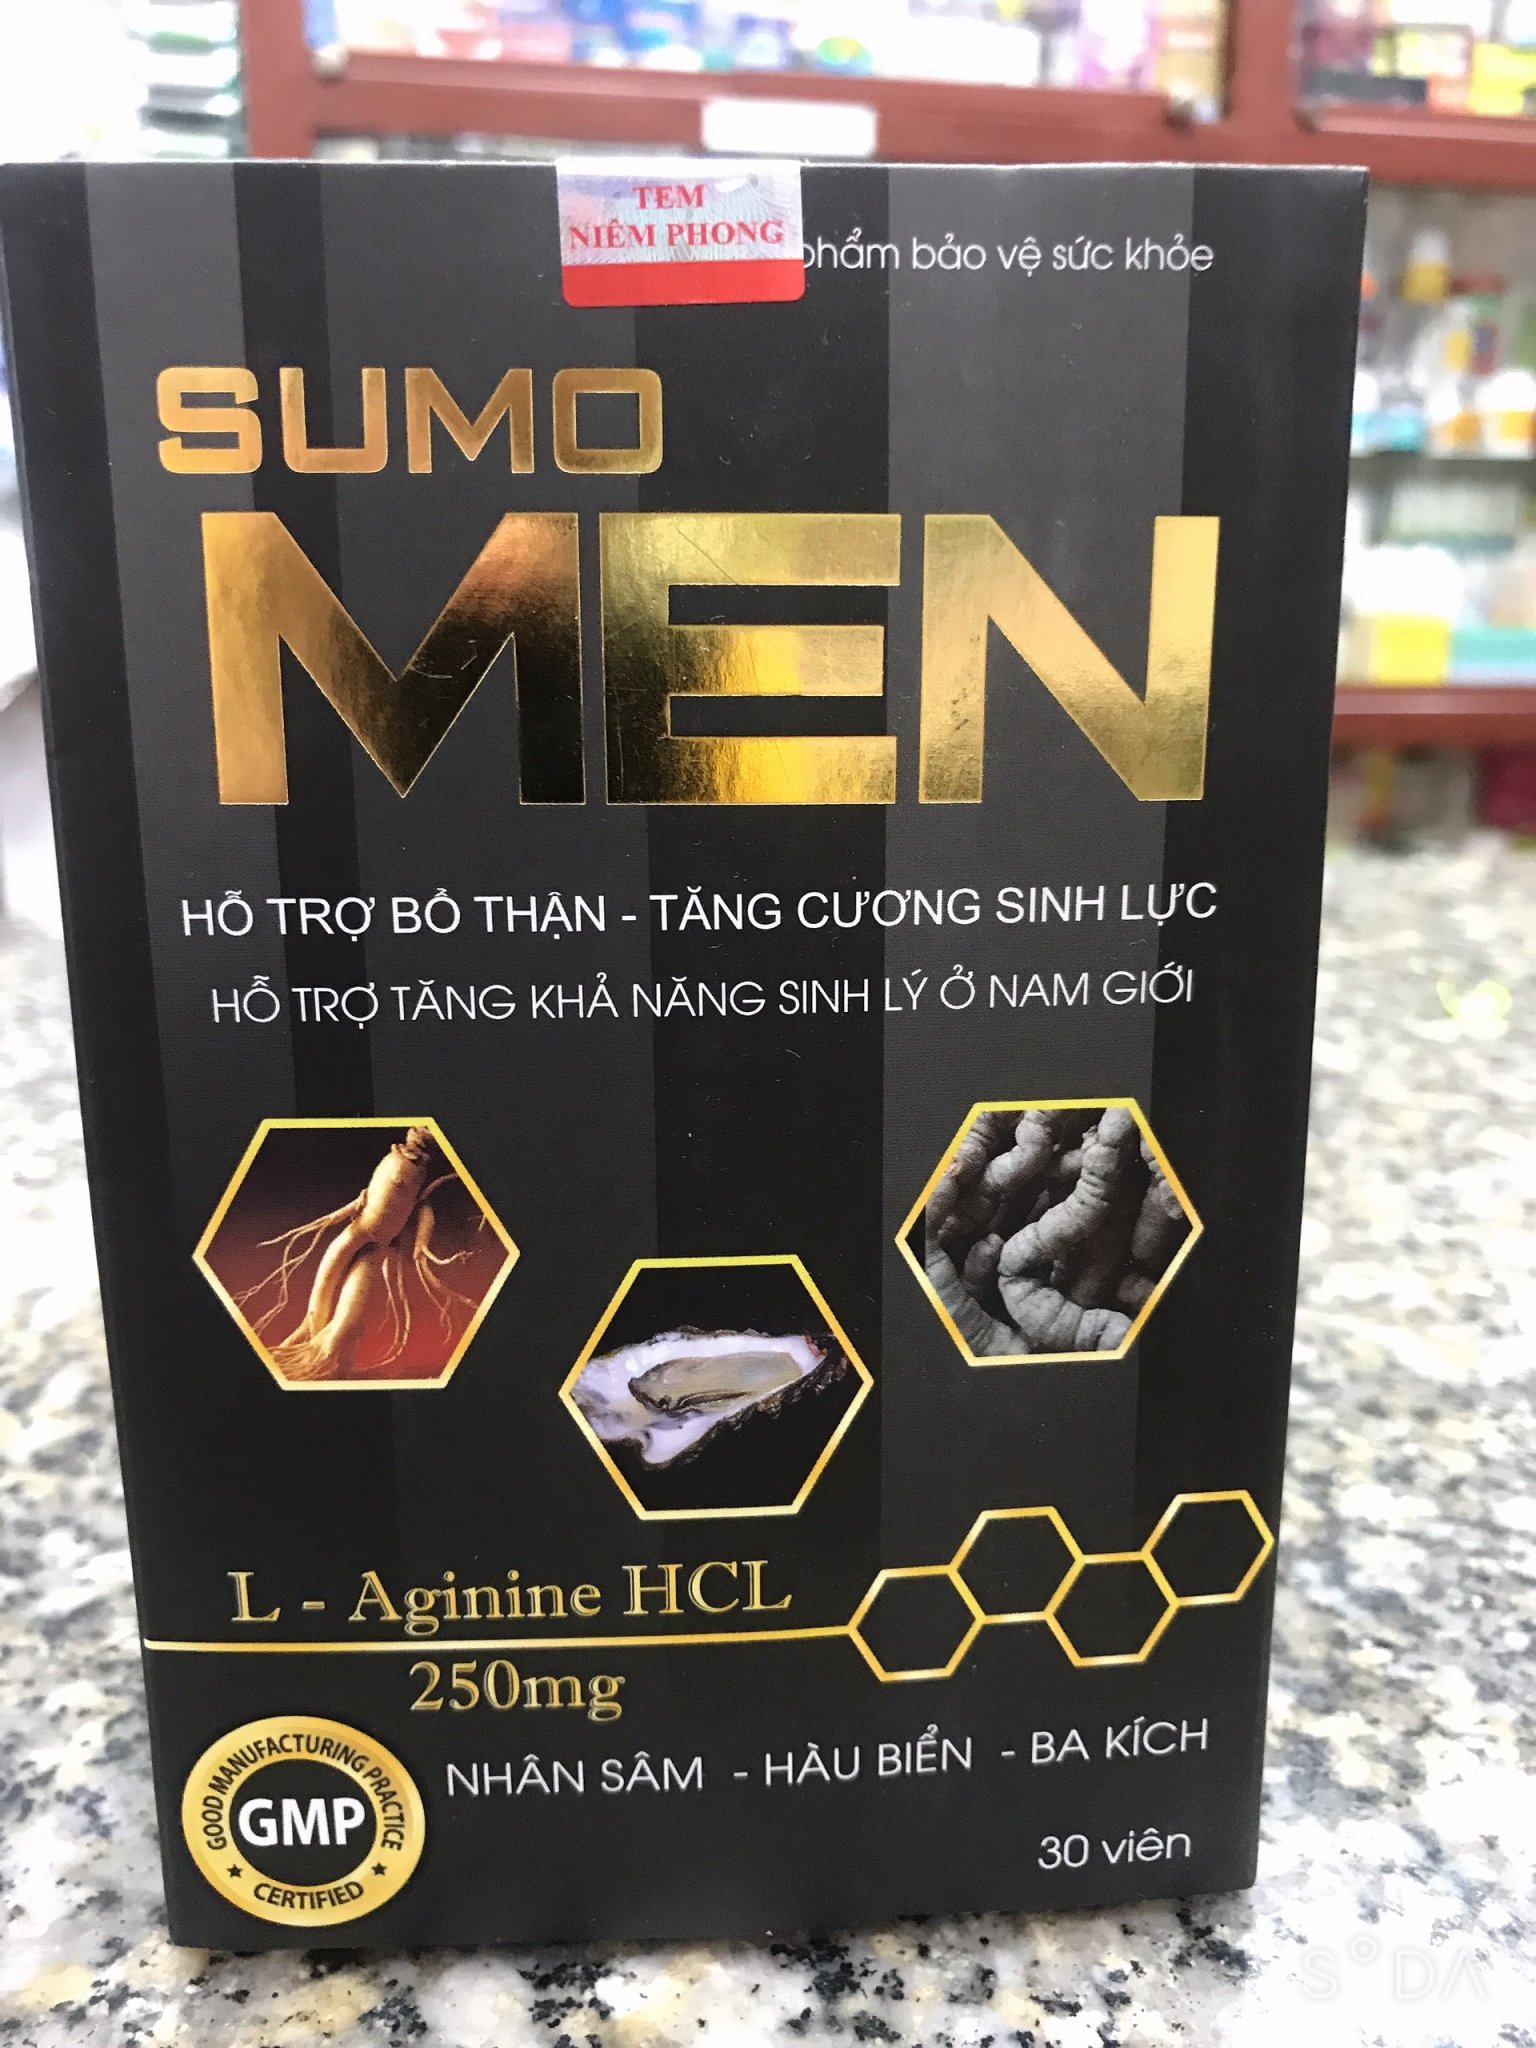 TEM
NIÊM PHONG
phẩm bảo vệ sức khỏe
SUMO
MEN
HỖ TRỢ BỔ THẬN - TĂNG CƯƠNG SINH LỰC
HỖ TRỢ TĂNG KHẢ NĂNG SINH LÝ Ở NAM GIỚI
L - Aginine HCL
250mg
NHÂN SÂM - HÀU BIỂN - BA KÍCH
GOOD MANUFACTURING PRACTICE
GMP
CERTIFIED
30 viên
SODA